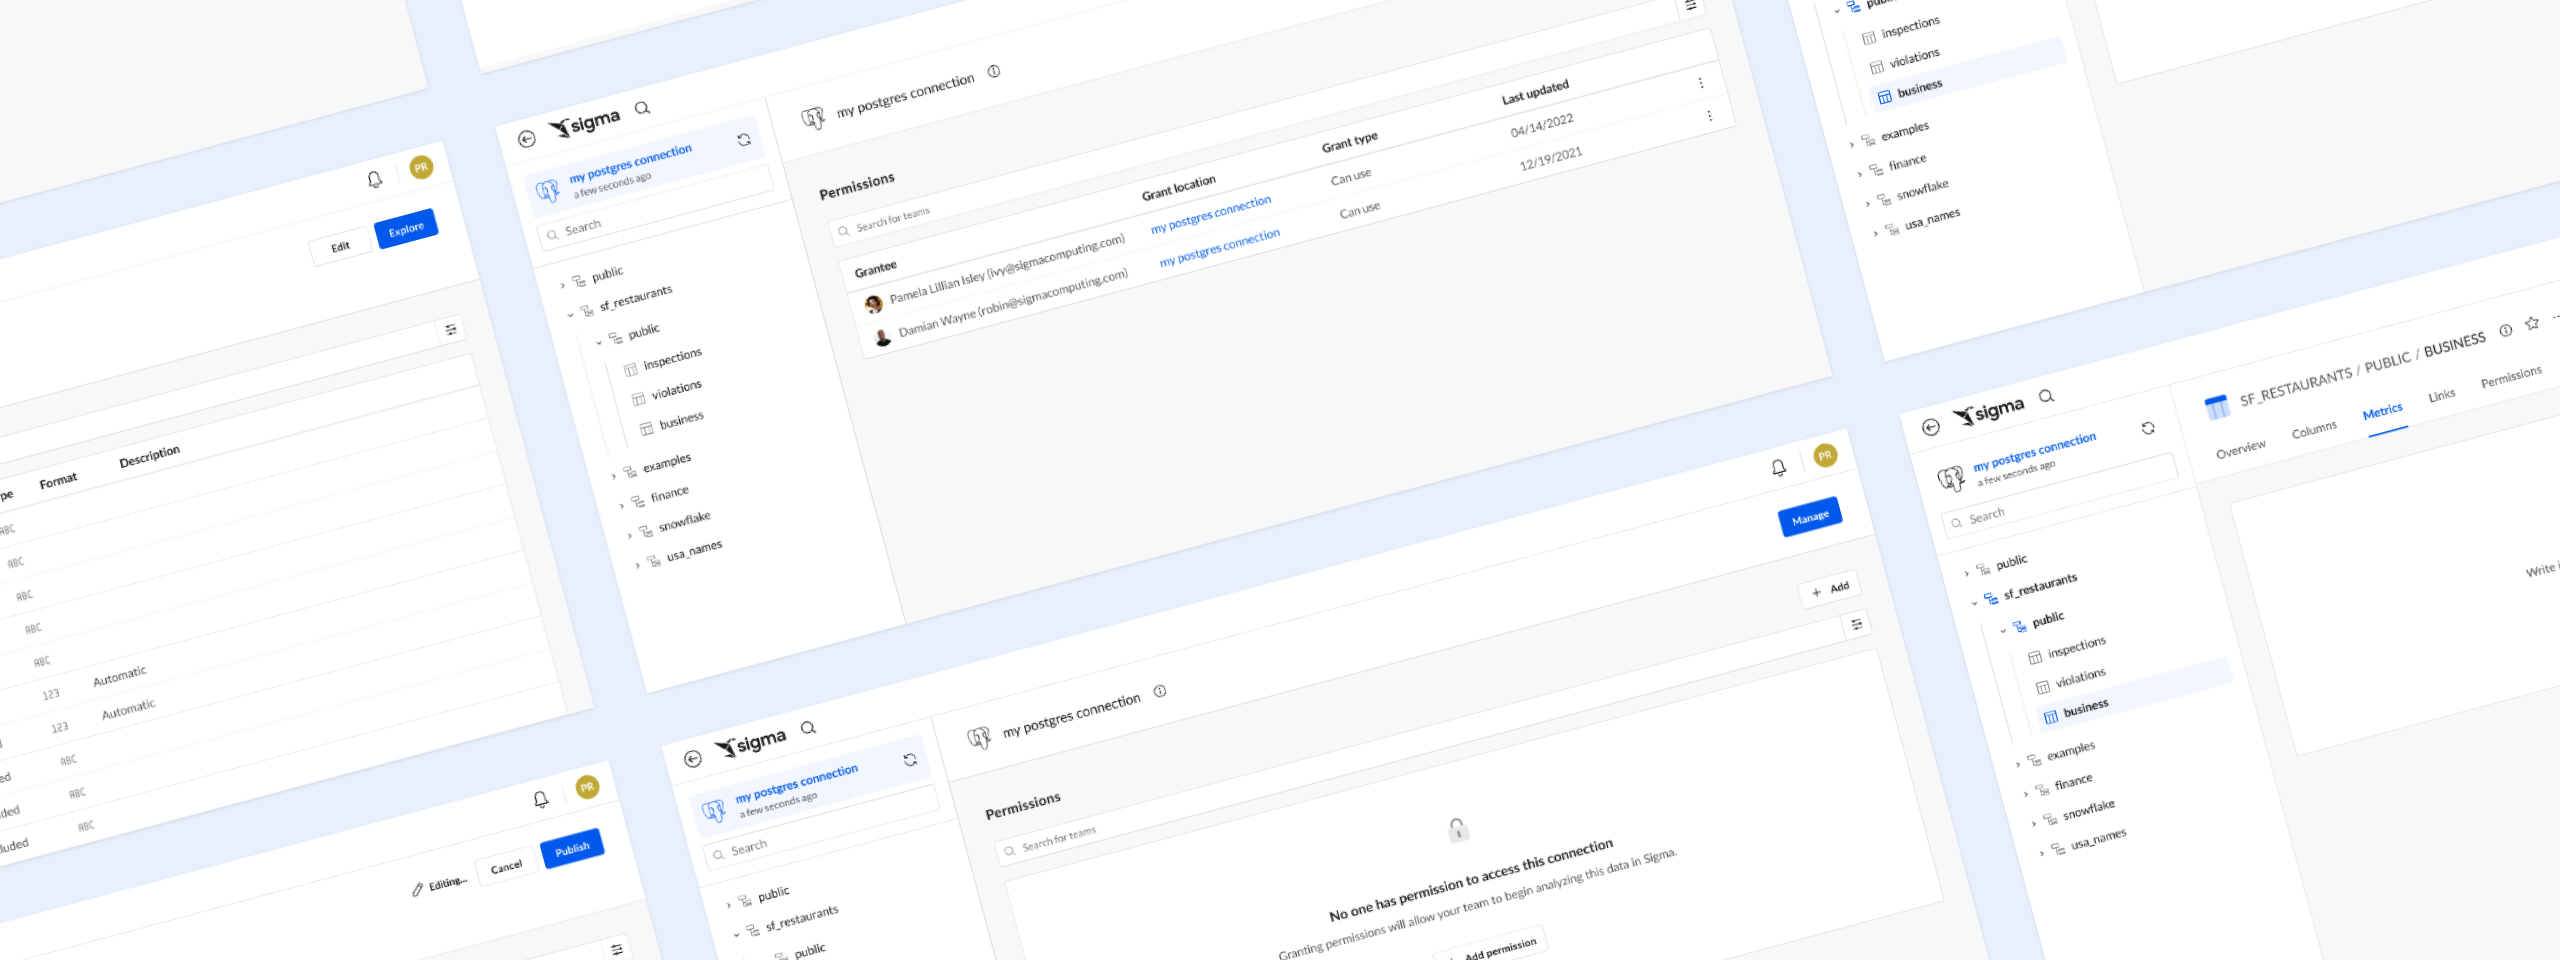 PR
Edit
Explore
Format
Description
ABC
ABC
ABC
ABC
ABC
123
Automatic
123
Automatic
ABC
ABC
ABC
PR
Editing...
Cancel
Publish
sigma
my postgres connection
a few seconds ago
Search
public
sf_restaurants
public
inspections
violations
business
examples
finance
snowflake
usa_names
my postgres connection
Permissions
Search for teams
Grantee
Grant location
Grant type
Last updated
Pamela Lillian Isley (ivy@sigmacomputing.com)
my postgres connection
Can use
04/14/2022
Damian Wayne (robin@sigmacomputing.com)
my postgres connection
Can use
12/19/2021
PR
Manage
Add
sigma
my postgres connection
a few seconds ago
Search
public
sf_restaurants
public
my postgres connection
Permissions
Search for teams
No one has permission to access this connection
Granting permissions will allow your team to begin analyzing this data in Sigma.
Add permission
inspections
violations
business
examples
finance
snowflake
usa_names
sigma
my postgres connection
a few seconds ago
Search
public
sf_restaurants
public
inspections
violations
business
examples
finance
snowflake
usa_names
SF_RESTAURANTS / PUBLIC / BUSINESS
Overview
Columns
Metrics
Links
Permissions
Write